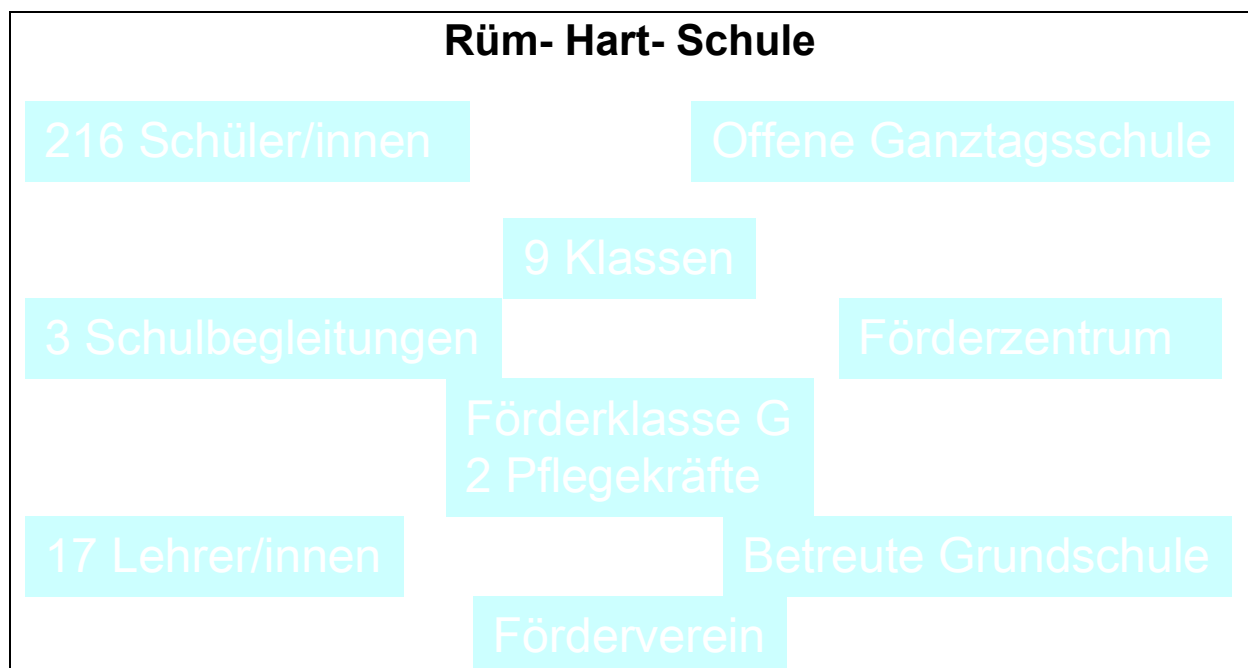 Rüm- Hart- Schule
216 Schüler/innen
Offene Ganztagsschule
9 Klassen
3 Schulbegleitungen
Förderzentrum
Förderklasse G
2 Pflegekräfte
17 Lehrer/innen
Betreute Grundschule
Förderverein